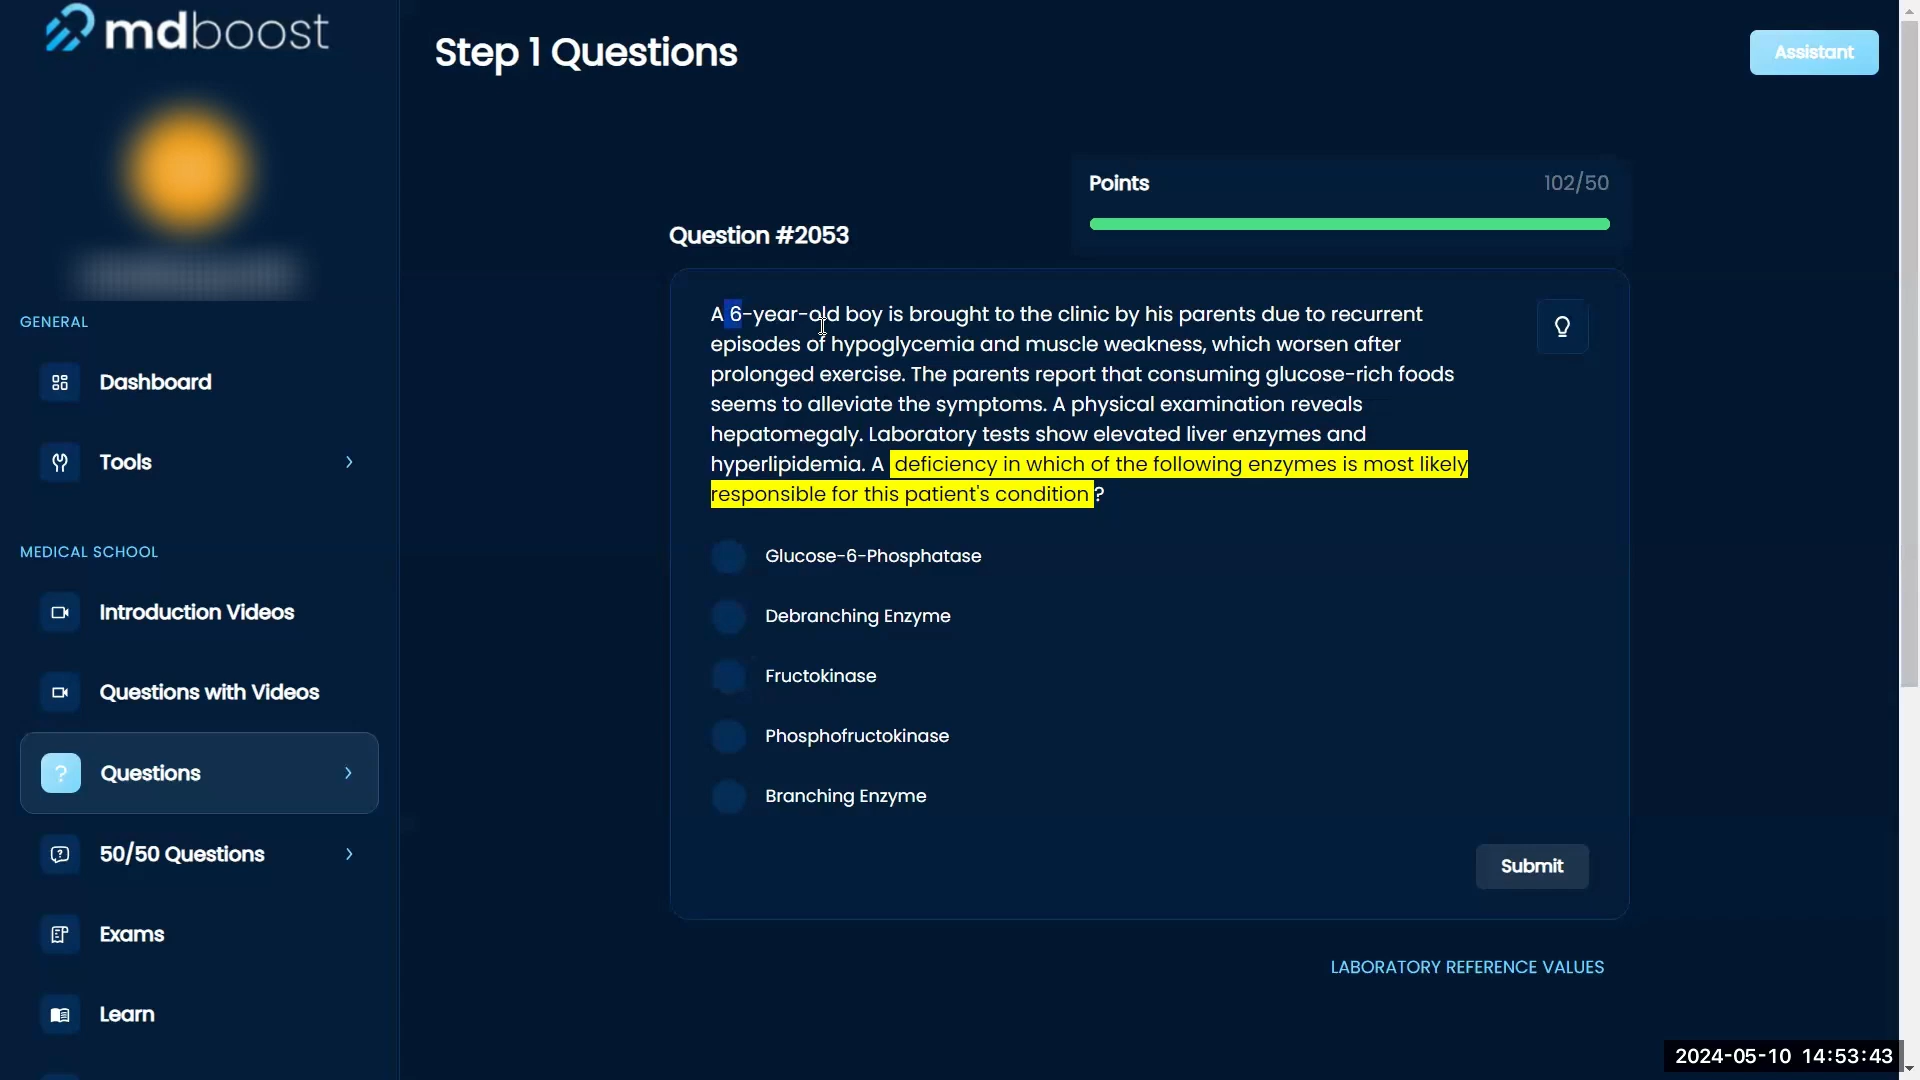 mdboost
Step 1 Questions
Assistant
Points
102/50
Question #2053
A 6-year-old boy is brought to the clinic by his parents due to recurrent
episodes of hypoglycemia and muscle weakness, which worsen after
prolonged exercise. The parents report that consuming glucose-rich foods
seems to alleviate the symptoms. A physical examination reveals
hepatomegaly. Laboratory tests show elevated liver enzymes and
hyperlipidemia. A deficiency in which of the following enzymes is most likely
responsible for this patient's condition ?
Glucose-6-Phosphatase
Debranching Enzyme
Fructokinase
Phosphofructokinase
Branching Enzyme
Submit
LABORATORY REFERENCE VALUES
GENERAL
Dashboard
Tools
MEDICAL SCHOOL
Introduction Videos
Questions with Videos
? Questions
50/50 Questions
Exams
Learn
2024-05-10 14:53:43